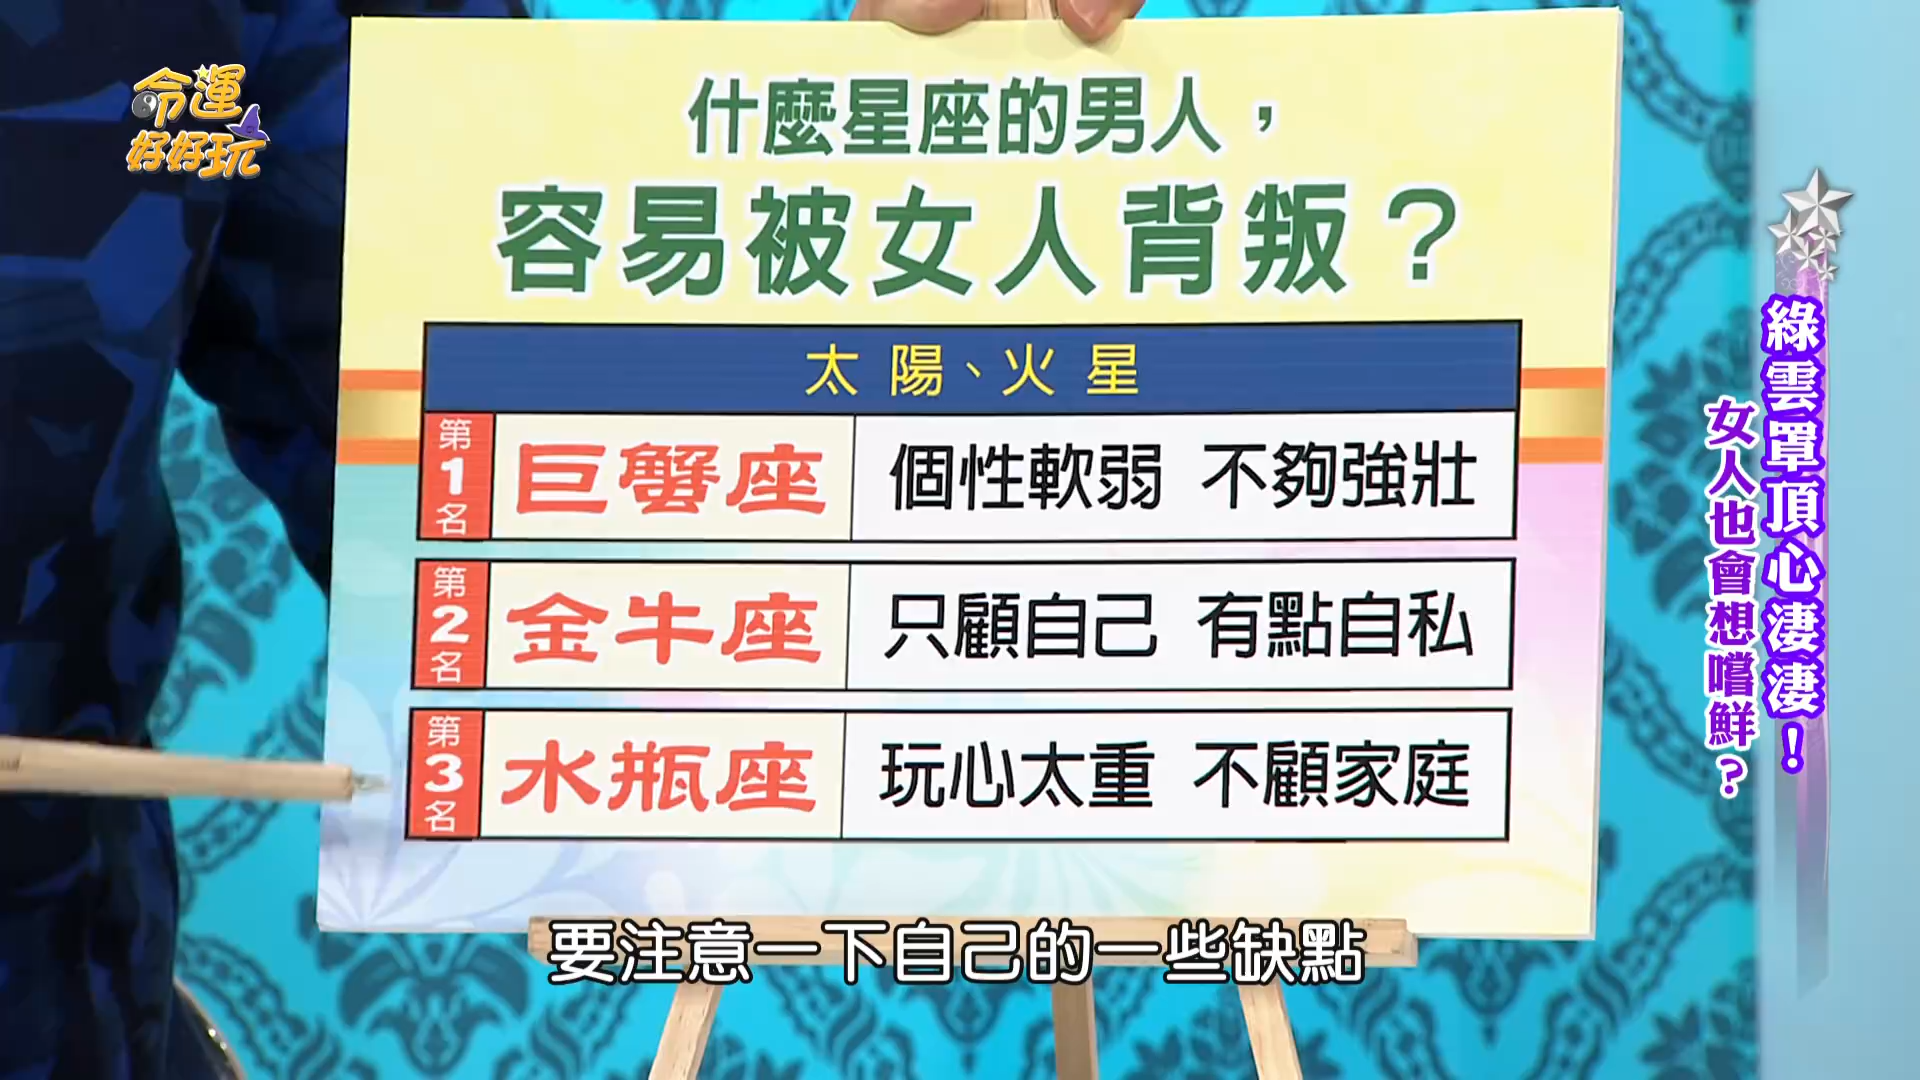 命運
好好玩
什麼星座的男人，
容易被女人背叛？
太陽、火星
第1名 巨蟹座 個性軟弱 不夠強壯
第2名 金牛座 只顧自己 有點自私
第3名 水瓶座 玩心太重 不顧家庭
綠雲罩頂心淒淒！
女人也會想嚐鮮？
要注意一下自己的一些缺點